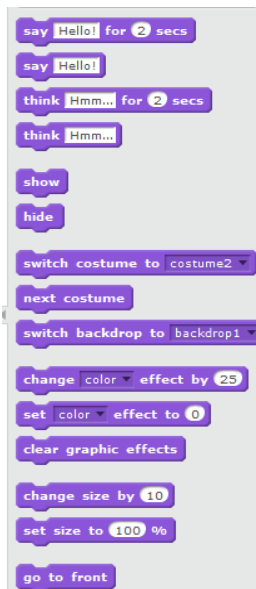 say Hello! for 2 secs
say Hello!
think Hmm... for 2 secs
think Hmm...
show
hide
switch costume to costume2
next costume
switch backdrop to backdrop1
change color effect by 25
set color effect to 0
clear graphic effects
change size by 10
set size to 100 %
go to front